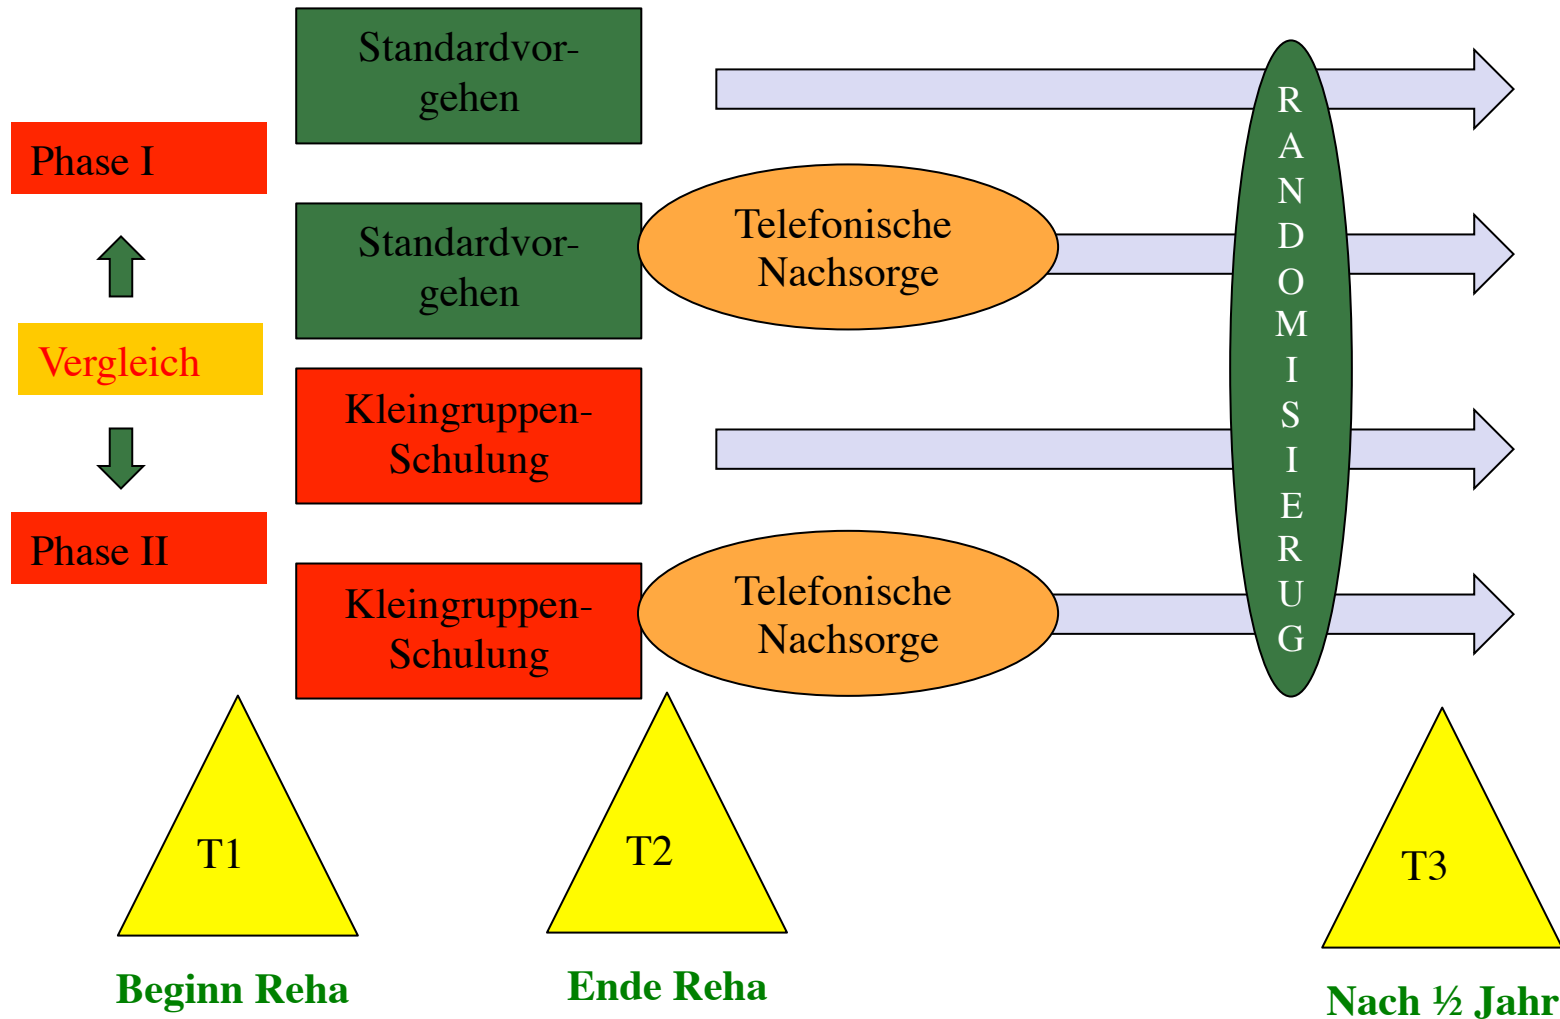 Standardvor-
gehen
Phase I
Standardvor-
gehen
Telefonische
Nachsorge
Vergleich
Kleingruppen-
Schulung
Phase II
Kleingruppen-
Schulung
Telefonische
Nachsorge
R
A
N
D
O
M
I
S
I
E
R
U
G
T1
T2
T3
Beginn Reha
Ende Reha
Nach ½ Jahr